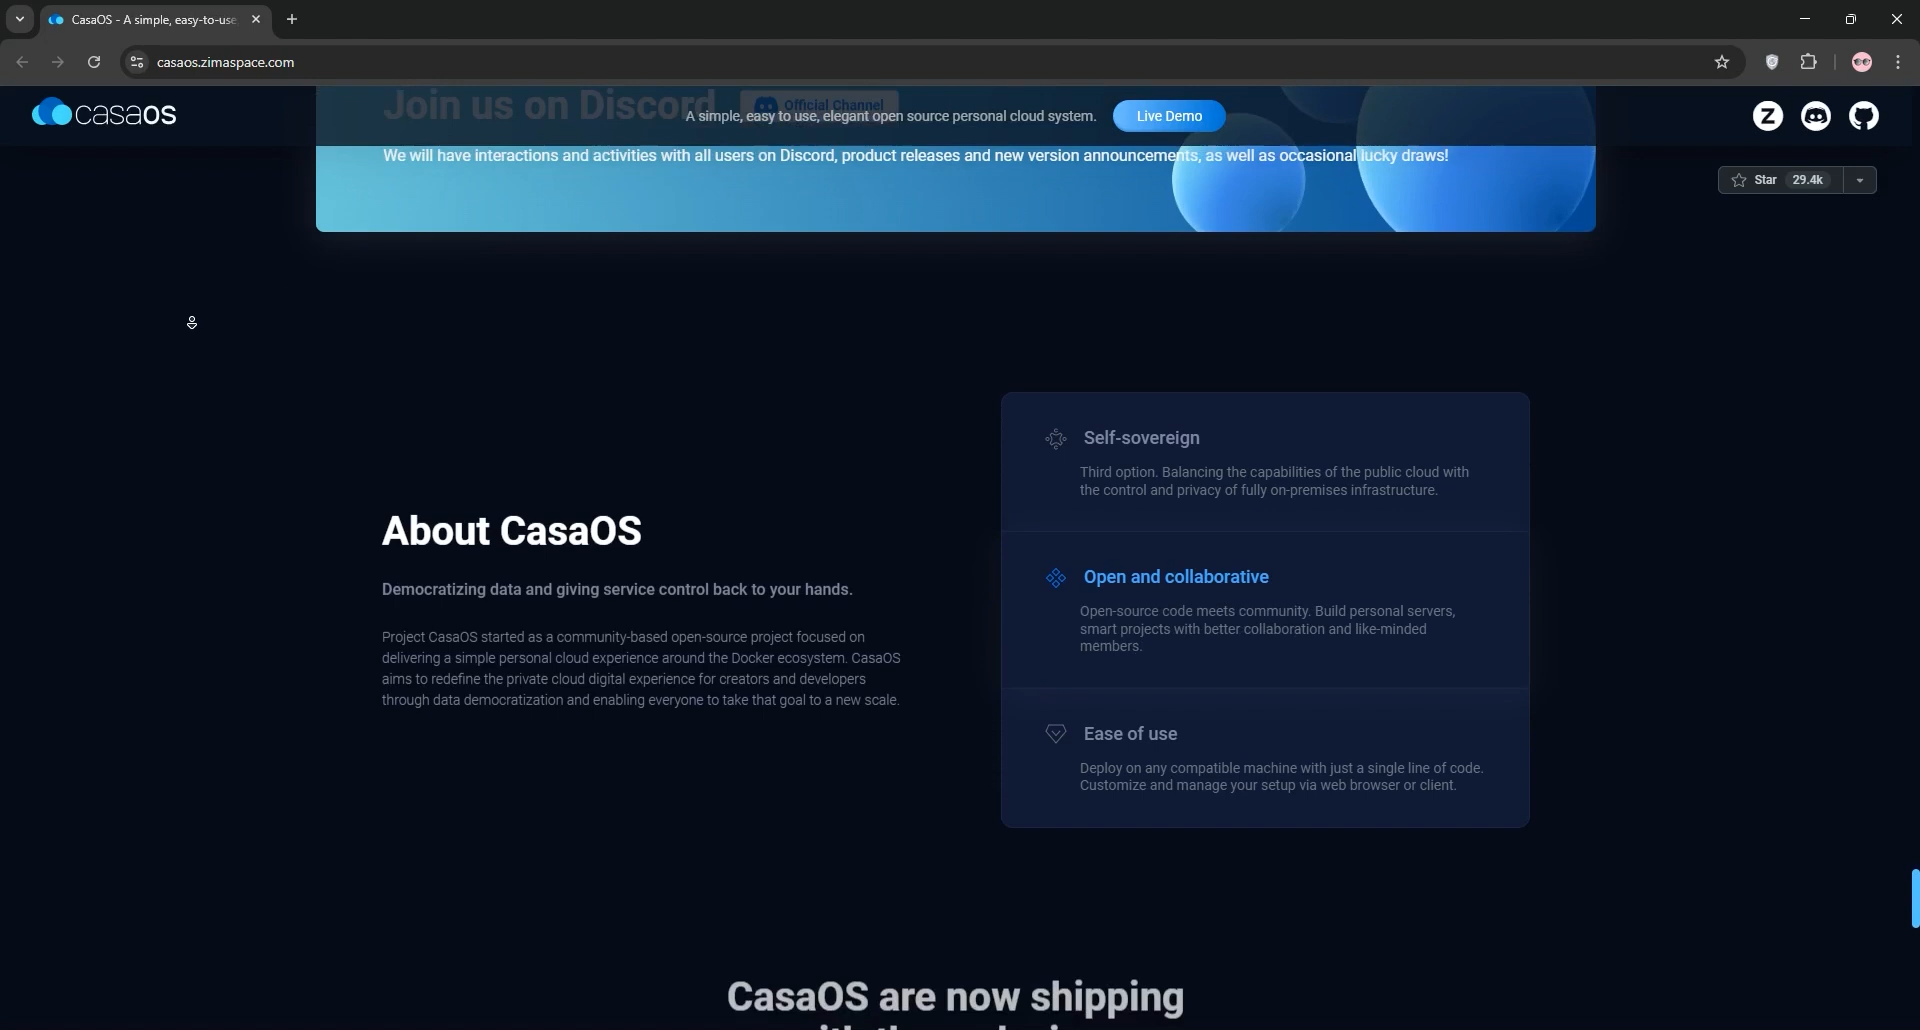 CasaOS - A simple, easy-to-use
casaos.zimaspace.com
casaOS
A simple, easy to use, elegant open source personal cloud system.
Live Demo
Z
Join us on Discord
Official Channel
We will have interactions and activities with all users on Discord, product releases and new version announcements, as well as occasional lucky draws!
Star 29.4k
About CasaOS
Democratizing data and giving service control back to your hands.
Project CasaOS started as a community-based open-source project focused on
delivering a simple personal cloud experience around the Docker ecosystem. CasaOS
aims to redefine the private cloud digital experience for creators and developers
through data democratization and enabling everyone to take that goal to a new scale.
Self-sovereign
Third option. Balancing the capabilities of the public cloud with
the control and privacy of fully on-premises infrastructure.
Open and collaborative
Open-source code meets community. Build personal servers,
smart projects with better collaboration and like-minded
members.
Ease of use
Deploy on any compatible machine with just a single line of code.
Customize and manage your setup via web browser or client.
CasaOS are now shipping